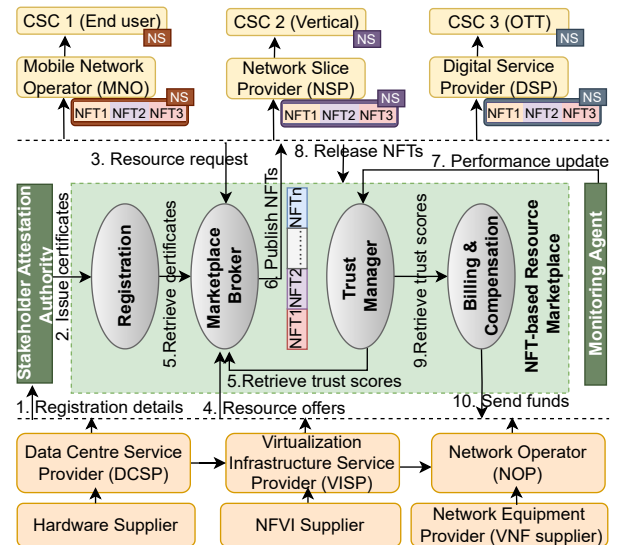 CSC 1 (End user)
NS
CSC 2 (Vertical)
NS
CSC 3 (OTT)
NS
Mobile Network
Operator (MNO)
NS
NFT1 NFT2 NFT3
Network Slice
Provider (NSP)
NS
NFT1 NFT2 NFT3
Digital Service
Provider (DSP)
NS
NFT1 NFT2 NFT3
3. Resource request
8. Release NFTs
7. Performance update
Stakeholder Attestation
Authority
2. Issue certificates
Registration
5.Retrieve certificates
Marketplace
Broker
6. Publish NFTs
NFT1 NFT2 ........ NFTn
Trust
Manager
9.Retrieve trust scores
Billing &
Compensation
NFT-based Resource
Marketplace
Monitoring Agent
5.Retrieve trust scores
1. Registration details
4. Resource offers
10. Send funds
Data Centre Service
Provider (DCSP)
Virtualization
Infrastructure Service
Provider (VISP)
Network Operator
(NOP)
Hardware Supplier
NFVI Supplier
Network Equipment
Provider (VNF supplier)